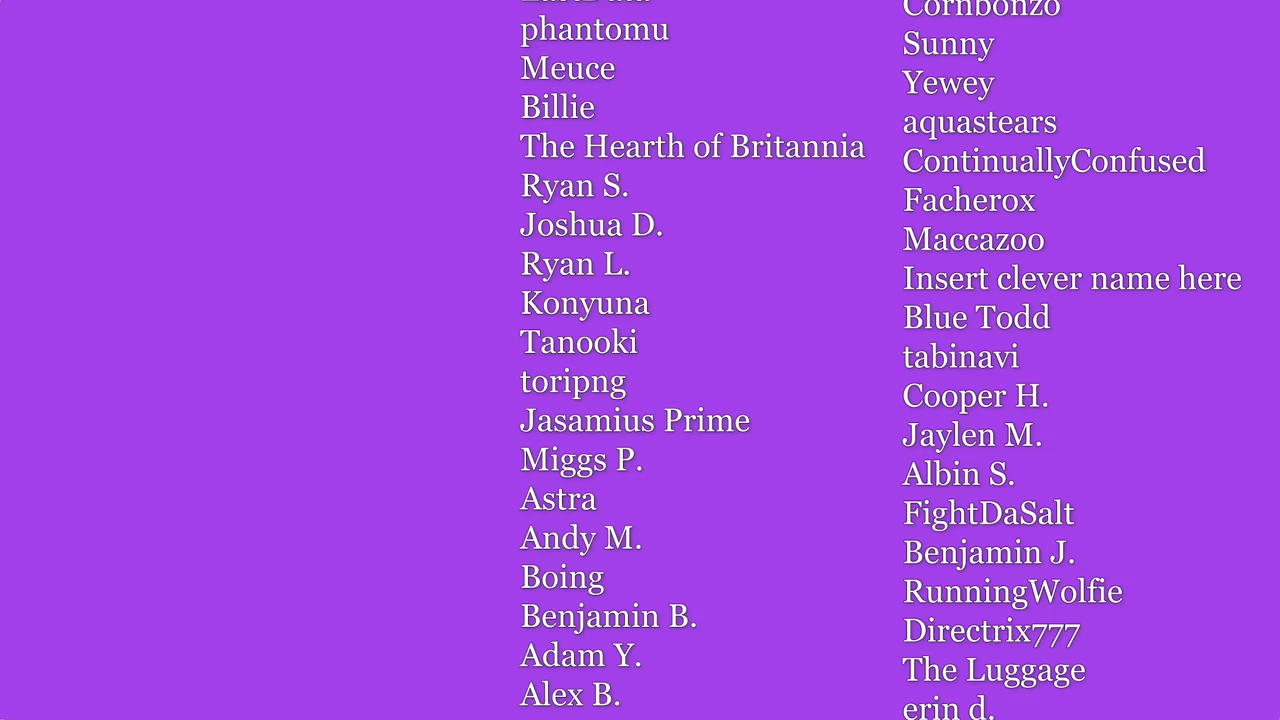 phantomu
Meuce
Billie
The Hearth of Britannia
Ryan S.
Joshua D.
Ryan L.
Konyuna
Tanooki
toripng
Jasamius Prime
Miggs P.
Astra
Andy M.
Boing
Benjamin B.
Adam Y.
Alex B.
Cornbonzo
Sunny
Yewey
aquastears
ContinuallyConfused
Facherox
Maccazoo
Insert clever name here
Blue Todd
tabinavi
Cooper H.
Jaylen M.
Albin S.
FightDaSalt
Benjamin J.
RunningWolfie
Directrix777
The Luggage
erin d.